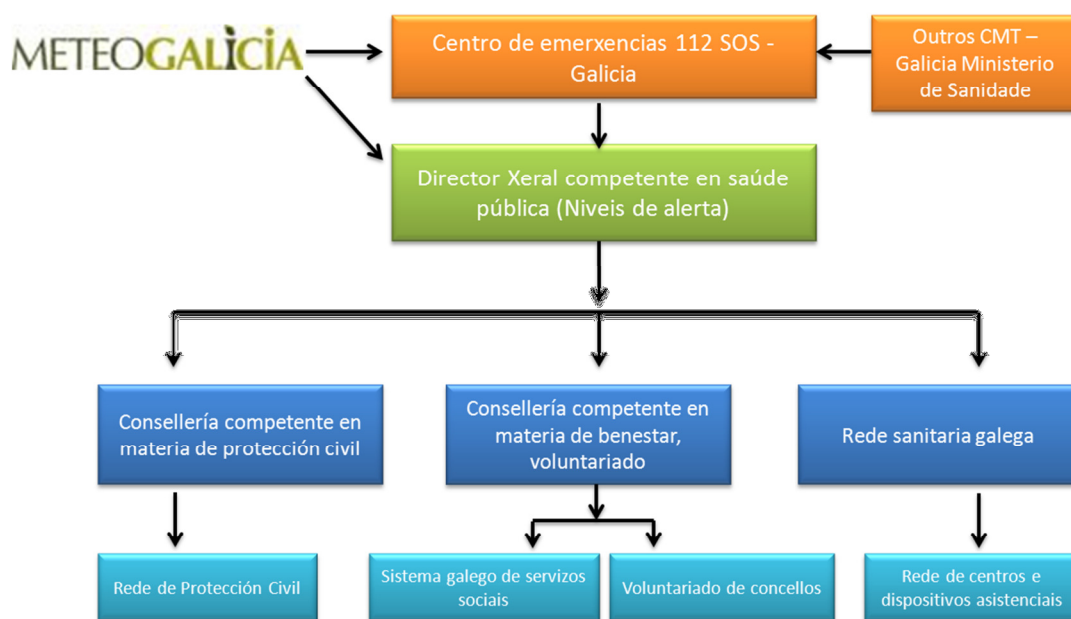 METEOGALICIA
Centro de emerxencias 112 SOS -
Galicia
Outros CMT –
Galicia Ministerio
de Sanidade
Director Xeral competente en saúde
pública (Niveis de alerta)
Consellería competente en
materia de protección civil
Consellería competente en
materia de benestar,
voluntariado
Rede sanitaria galega
Rede de Protección Civil
Sistema galego de servizos
sociais
Voluntariado de concellos
Rede de centros e
dispositivos asistenciais